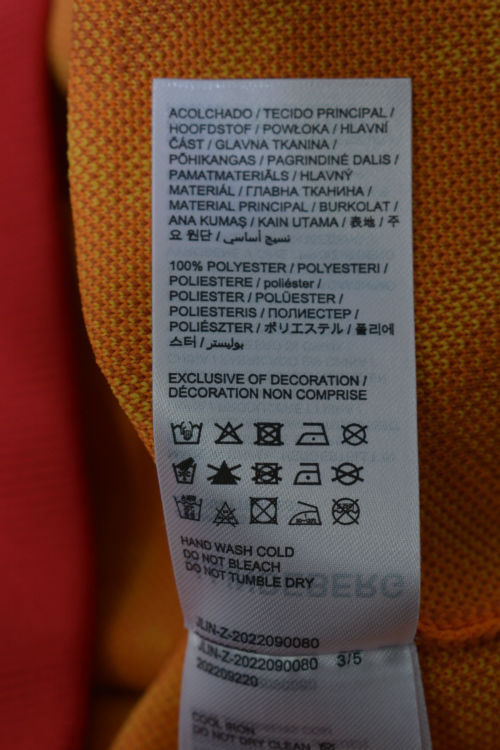 ACOLCHADO / TECIDO PRINCIPAL /
HOOFDSTOF / POWŁOKA / HLAVNÍ
ČÁST / GLAVNA TKANINA /
PÕHIKANGAS / PAGRINDINĖ DALIS /
PAMATMATERIĀLS / HLAVNÝ
MATERIÁL / ГЛАВНА ТКАНИНА /
MATERIAL PRINCIPAL / BURKOLAT /
ANA KUMAŞ / KAIN UTAMA / 表地 / 주
요 원단 / نسيج أساسي
100% POLYESTER / POLYESTERI /
POLIESTERE / poliéster /
POLIESTER / POLÜESTER /
POLIESTERIS / ПОЛИЕСТЕР /
POLIÉSZTER / ポリエステル / 폴리에
스터 / بوليستر
EXCLUSIVE OF DECORATION /
DÉCORATION NON COMPRISE
HAND WASH COLD
DO NOT BLEACH
DO NOT TUMBLE DRY
JLIN-Z-2022090080
JLIN-Z-2022090080 3/5
202209220
COOL IRON
DO NOT DRY CLEAN